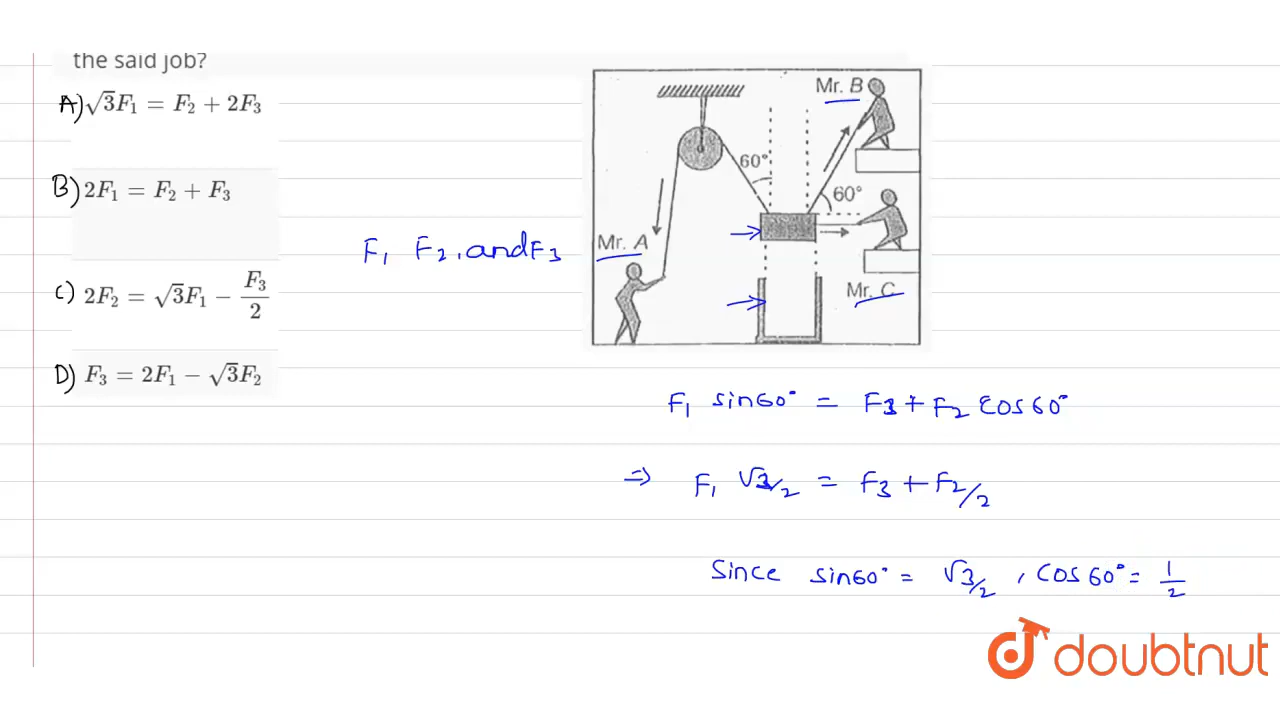 the said job?
A) √3F₁ = F₂ + 2F₃
B) 2F₁ = F₂ + F₃
C) 2F₂ = √3F₁ − F₃/2
D) F₃ = 2F₁ − √3F₂
F₁ F₂, and F₃
Mr. B
60°
60°
Mr. A
Mr. C
F₁ sin60° = F₃ + F₂ cos60°
⇒ F₁ √3/2 = F₃ + F₂/2
Since sin60° = √3/2, cos60° = 1/2
doubtnut